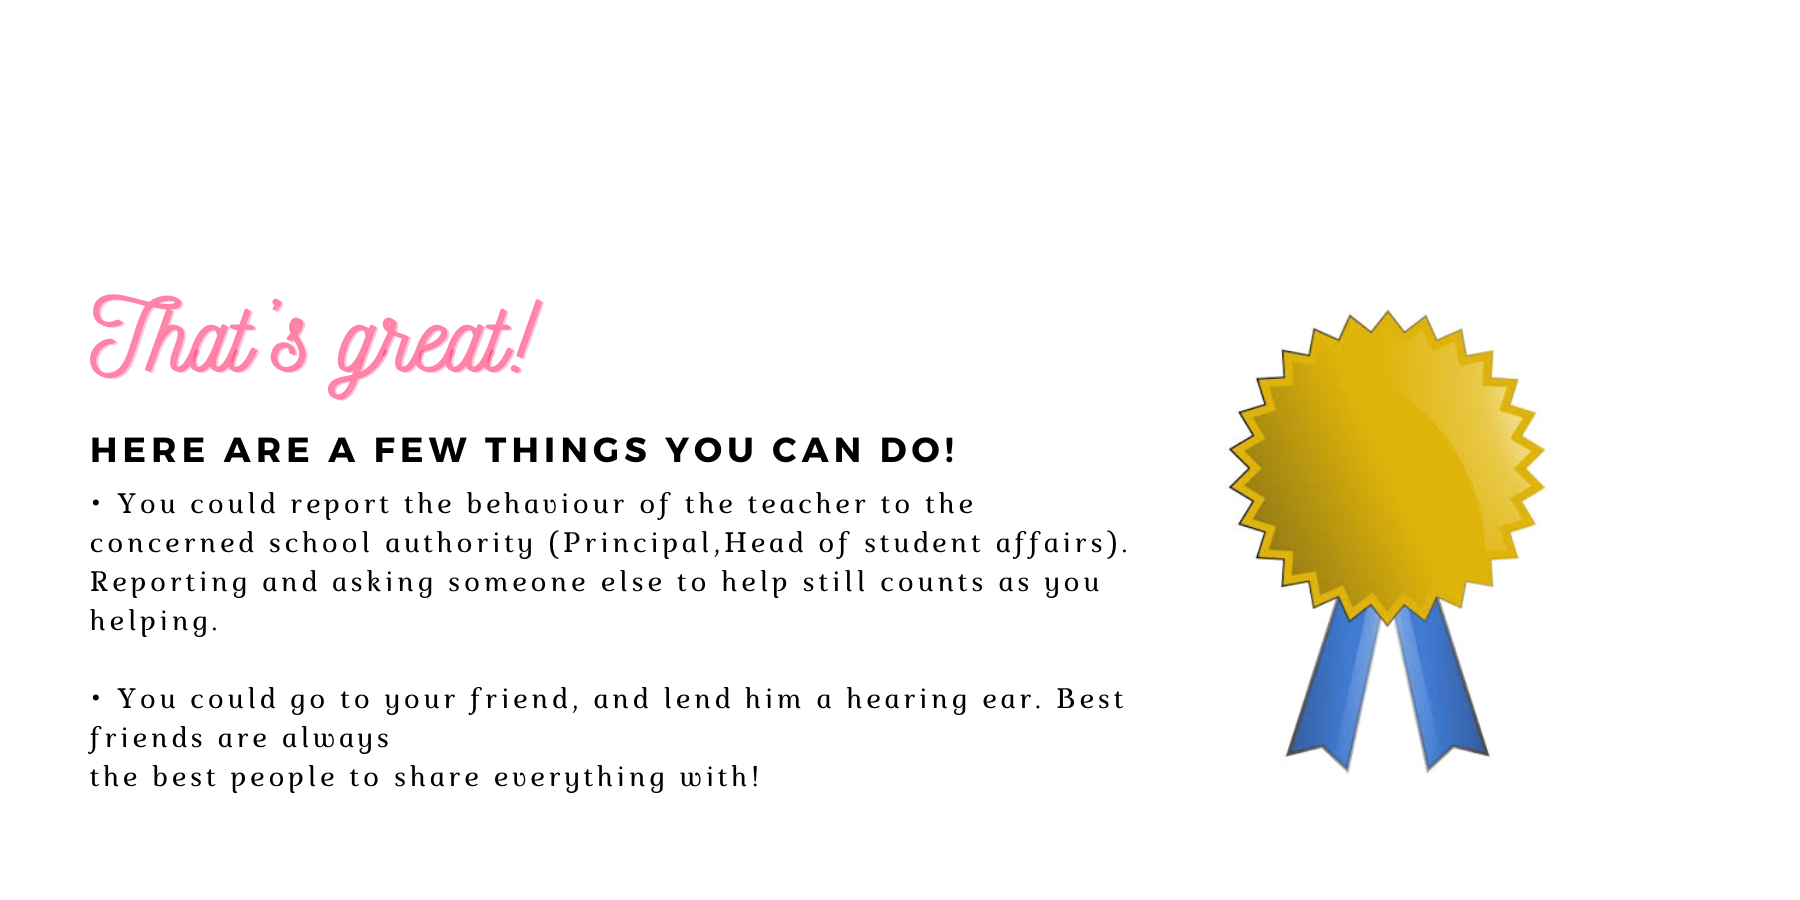 That's great!
HERE ARE A FEW THINGS YOU CAN DO!
• You could report the behaviour of the teacher to the
concerned school authority (Principal,Head of student affairs).
Reporting and asking someone else to help still counts as you
helping.
• You could go to your friend, and lend him a hearing ear. Best
friends are always
the best people to share everything with!